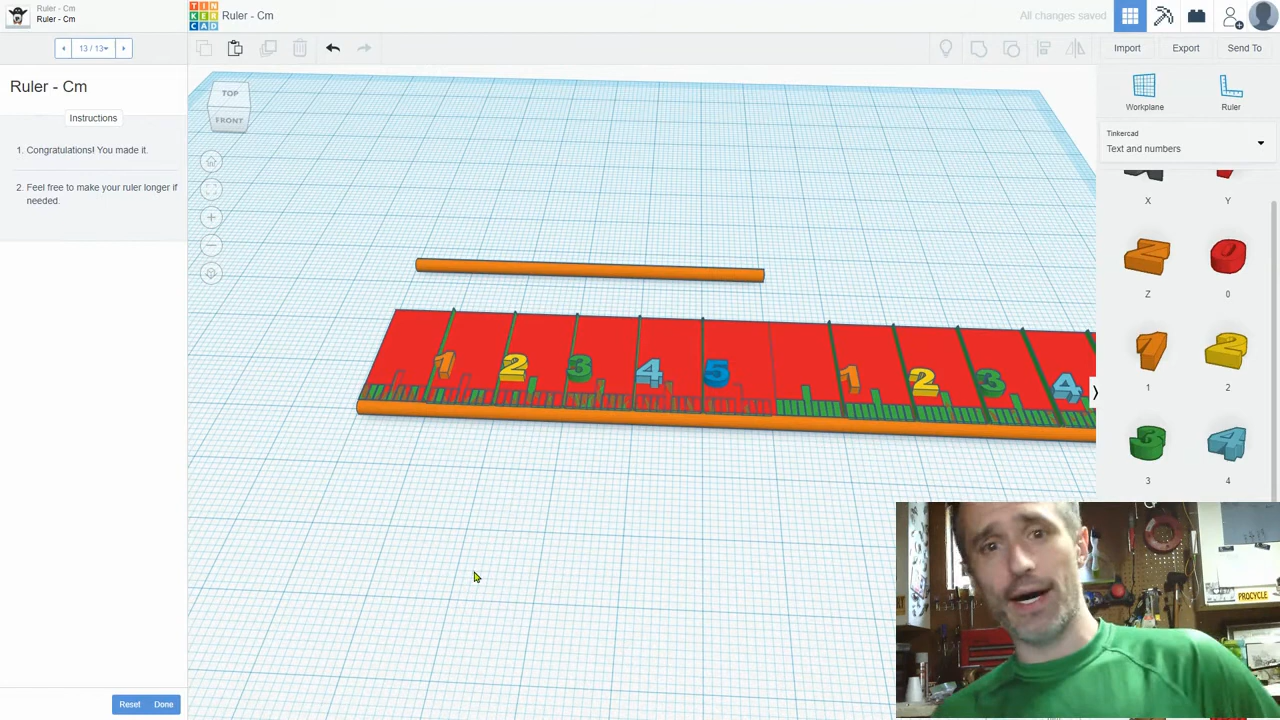 Ruler - Cm
Ruler - Cm
TIN
KER
CAD
Ruler - Cm
All changes saved
13 / 13
Import
Export
Send To
Ruler - Cm
Instructions
1. Congratulations! You made it.
2. Feel free to make your ruler longer if
needed.
TOP
FRONT
Workplane
Ruler
Tinkercad
Text and numbers
X
Y
Z
0
1
2
3
4
1 2 3 4 5 1 2 3 4
PROCYCLE
Reset
Done